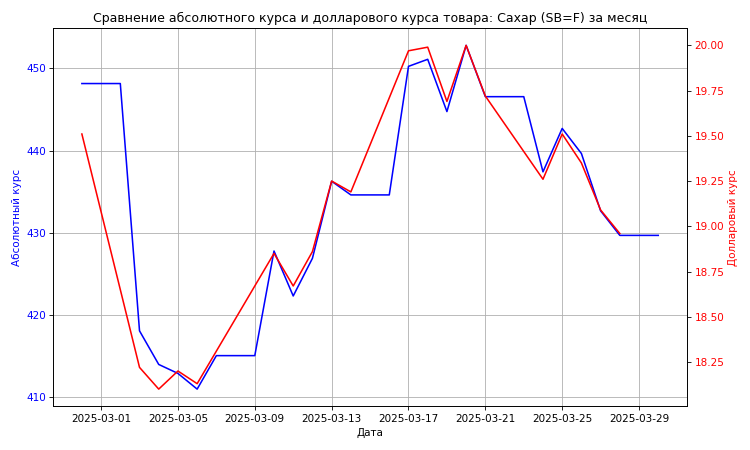 Сравнение абсолютного курса и долларового курса товара: Сахар (SB=F) за месяц
Абсолютный курс
450
440
430
420
410
20.00
19.75
19.50
19.25
19.00
18.75
18.50
18.25
Долларовый курс
2025-03-01 2025-03-05 2025-03-09 2025-03-13 2025-03-17 2025-03-21 2025-03-25 2025-03-29
Дата